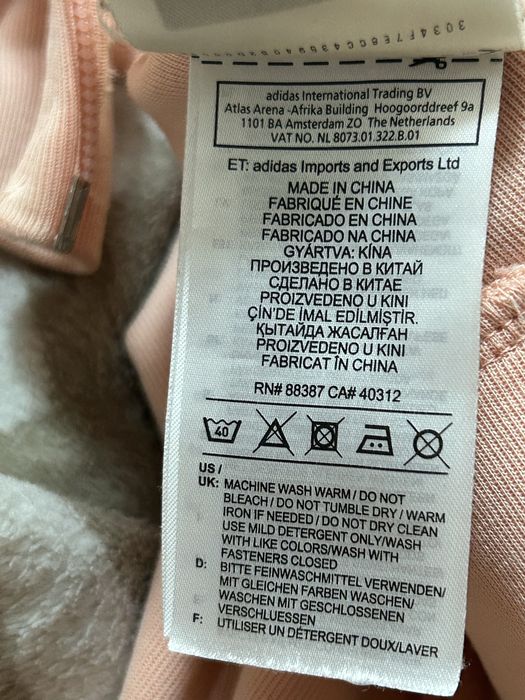 adidas International Trading BV
Atlas Arena -Afrika Building Hoogoorddreef 9a
1101 BA Amsterdam ZO The Netherlands
VAT NO. NL 8073.01.322.B.01
ET: adidas Imports and Exports Ltd
MADE IN CHINA
FABRIQUÉ EN CHINE
FABRICADO EN CHINA
FABRICADO NA CHINA
GYÁRTVA: KÍNA
ПРОИЗВЕДЕНО В КИТАЙ
СДЕЛАНО В КИТАЕ
PROIZVEDENO U KINI
ÇİN'DE İMAL EDİLMİŞTİR.
ҚЫТАЙДА ЖАСАЛҒАН
PROIZVEDENO U KINI
FABRICAT ÎN CHINA
RN# 88387 CA# 40312
40
US /
UK: MACHINE WASH WARM / DO NOT
BLEACH / DO NOT TUMBLE DRY / WARM
IRON IF NEEDED / DO NOT DRY CLEAN
USE MILD DETERGENT ONLY/WASH
WITH LIKE COLORS/WASH WITH
FASTENERS CLOSED
D: BITTE FEINWASCHMITTEL VERWENDEN/
MIT GLEICHEN FARBEN WASCHEN/
WASCHEN MIT GESCHLOSSENEN
VERSCHLUESSEN
F: UTILISER UN DÉTERGENT DOUX/LAVER